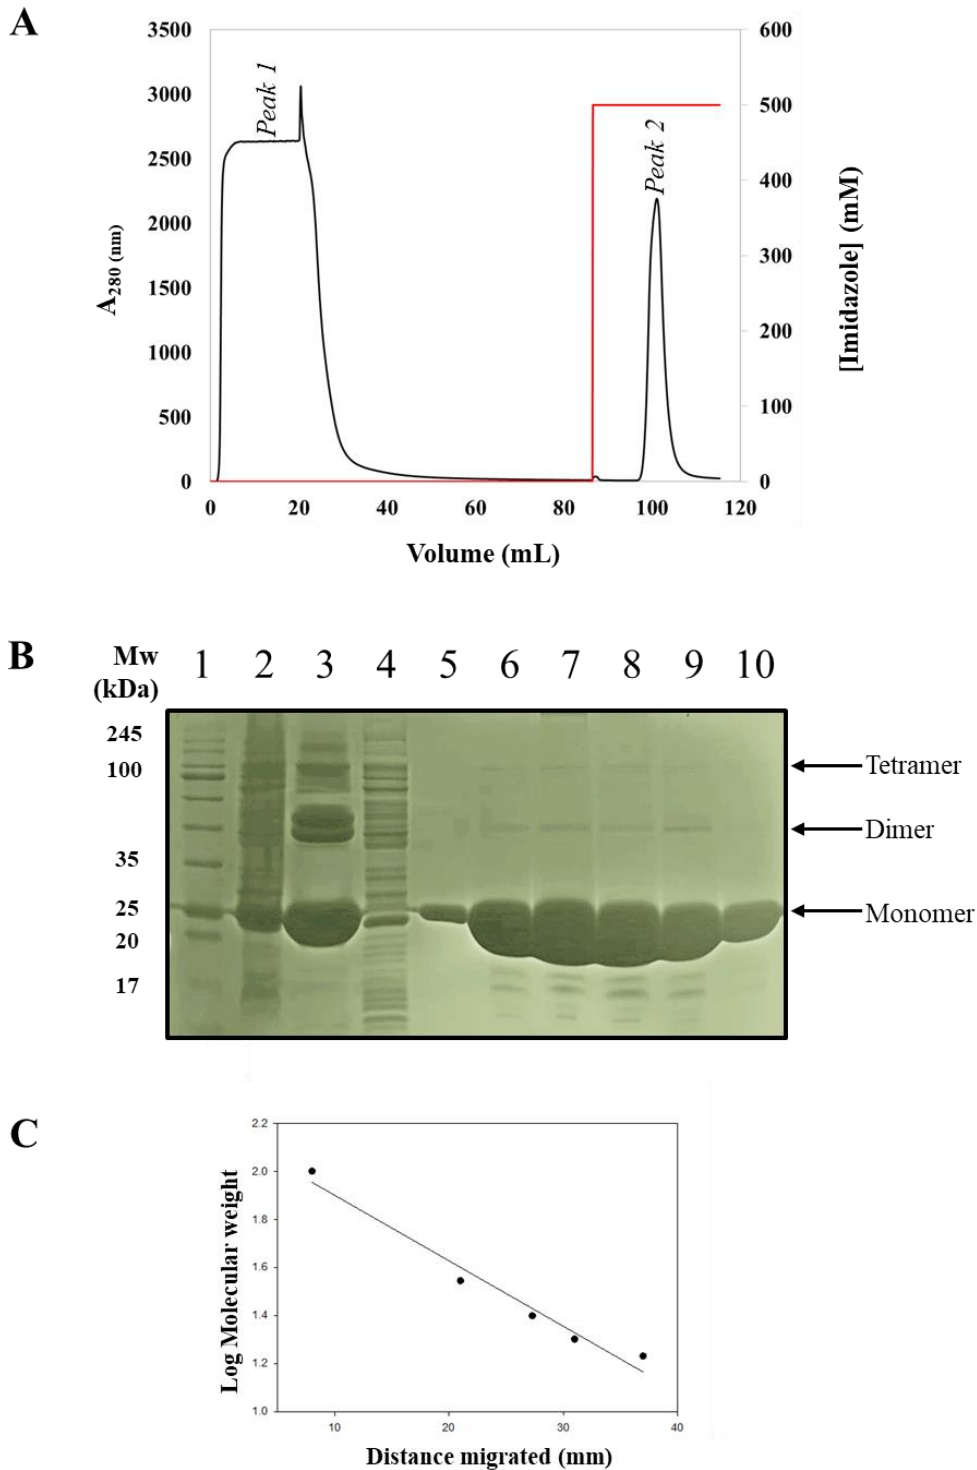 A
3500
3000
2500
2000
1500
1000
500
0
A280 (nm)
Peak 1
Peak 2
600
500
400
300
200
100
0
[Imidazole] (mM)
0 20 40 60 80 100 120
Volume (mL)
B
Mw (kDa)
1 2 3 4 5 6 7 8 9 10
245
100
35
25
20
17
Tetramer
Dimer
Monomer
C
2.2
2.0
1.8
1.6
1.4
1.2
1.0
Log Molecular weight
10 20 30 40
Distance migrated (mm)